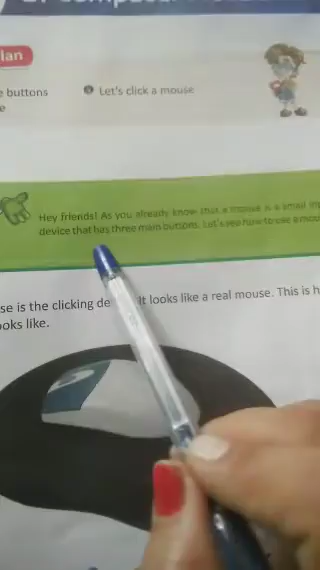 lan
buttons
Let's click a mouse
e
Hey friends! As you already know that a mouse is a small
device that has three main buttons. Let's see how to use a
se is the clicking de It looks like a real mouse. This is h
oks like.